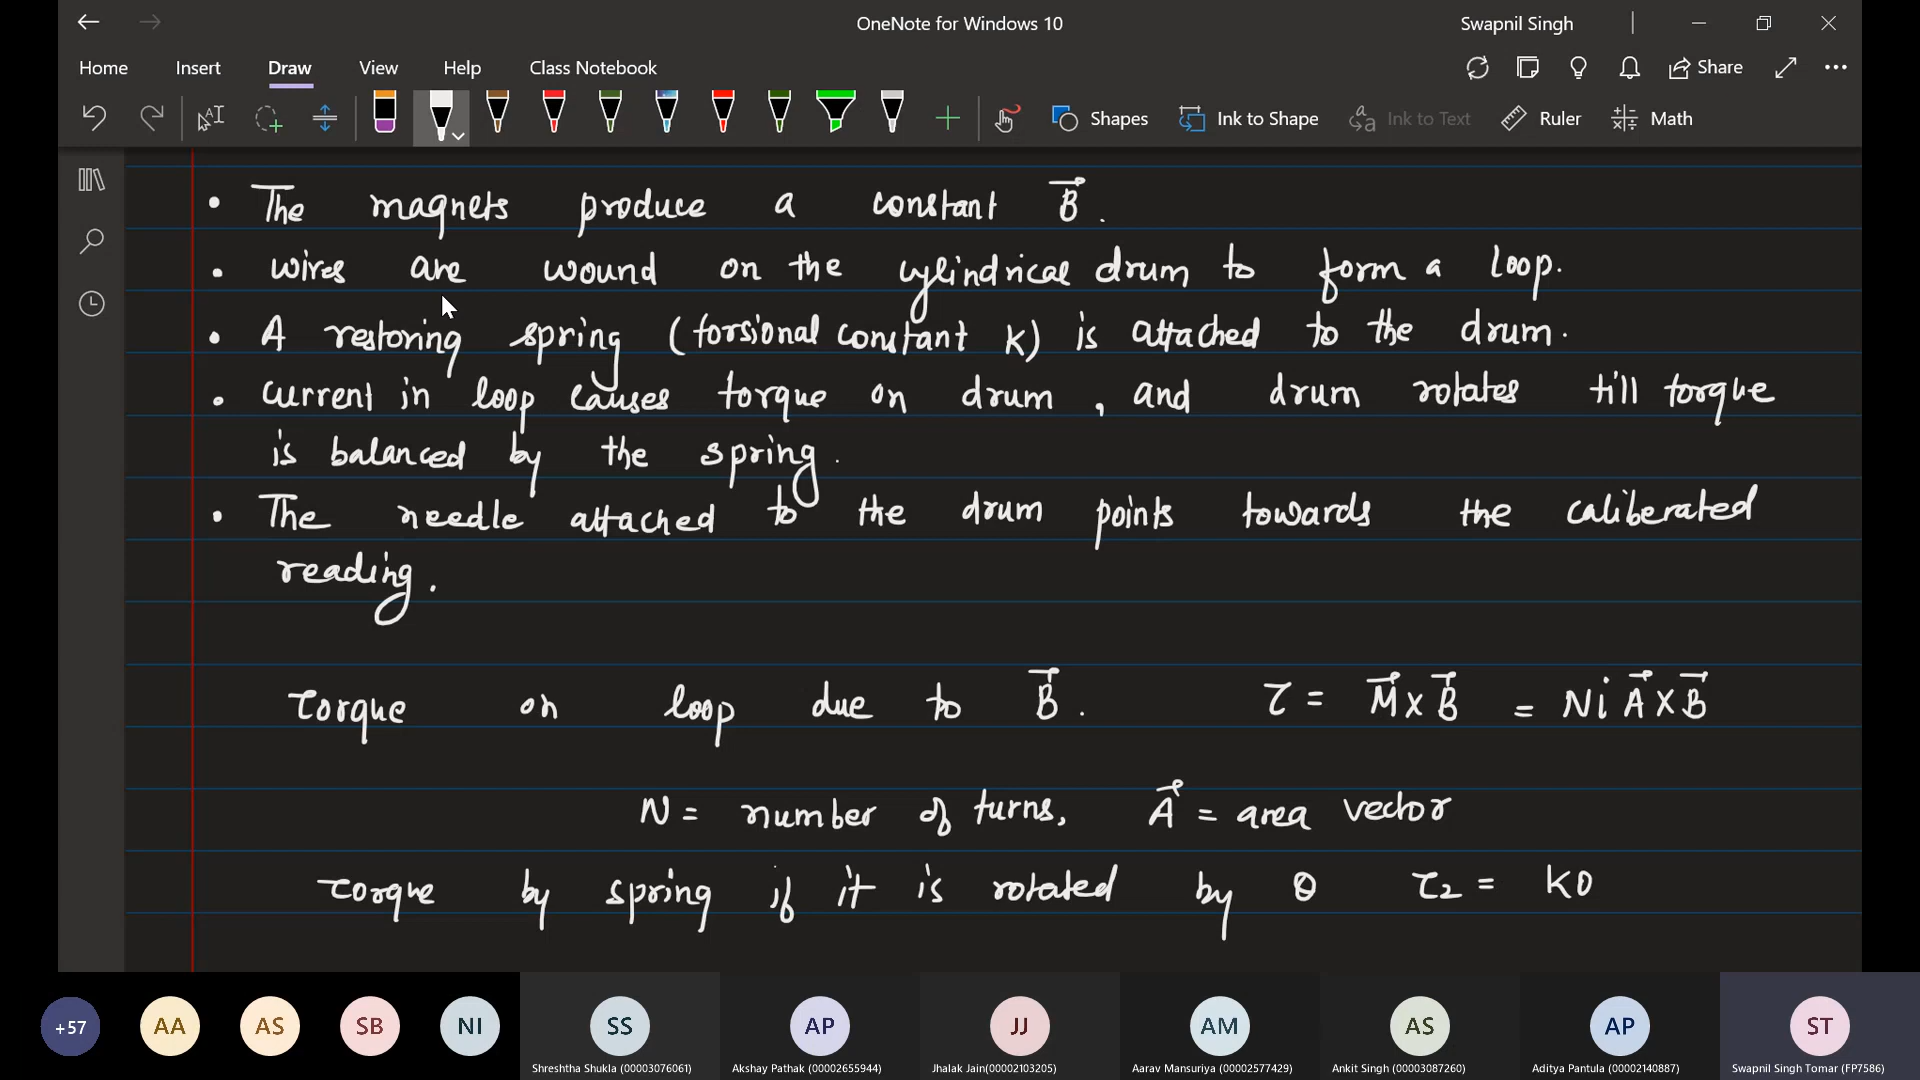 OneNote for Windows 10
Swapnil Singh
Home Insert Draw View Help Class Notebook
Share
Shapes Ink to Shape Ink to Text Ruler Math
• The magnets produce a constant B⃗.
• wires are wound on the cylindrical drum to form a loop.
• A restoring spring (torsional constant K) is attached to the drum.
• current in loop causes torque on drum, and drum rotates till torque
is balanced by the spring.
• The needle attached to the drum points towards the caliberated
reading.
Torque on loop due to B⃗. τ = M⃗ × B⃗ = Ni A⃗ × B⃗
N = number of turns, A⃗ = area vector
Torque by spring if it is rotated by θ τ₂ = Kθ
+57 AA AS SB NI SS AP JJ AM AS AP ST
Shreshtha Shukla (00003076061) Akshay Pathak (00002655944) Jhalak Jain(00002103205) Aarav Mansuriya (00002577429) Ankit Singh (00003087260) Aditya Pantula (00002140887) Swapnil Singh Tomar (FP7586)